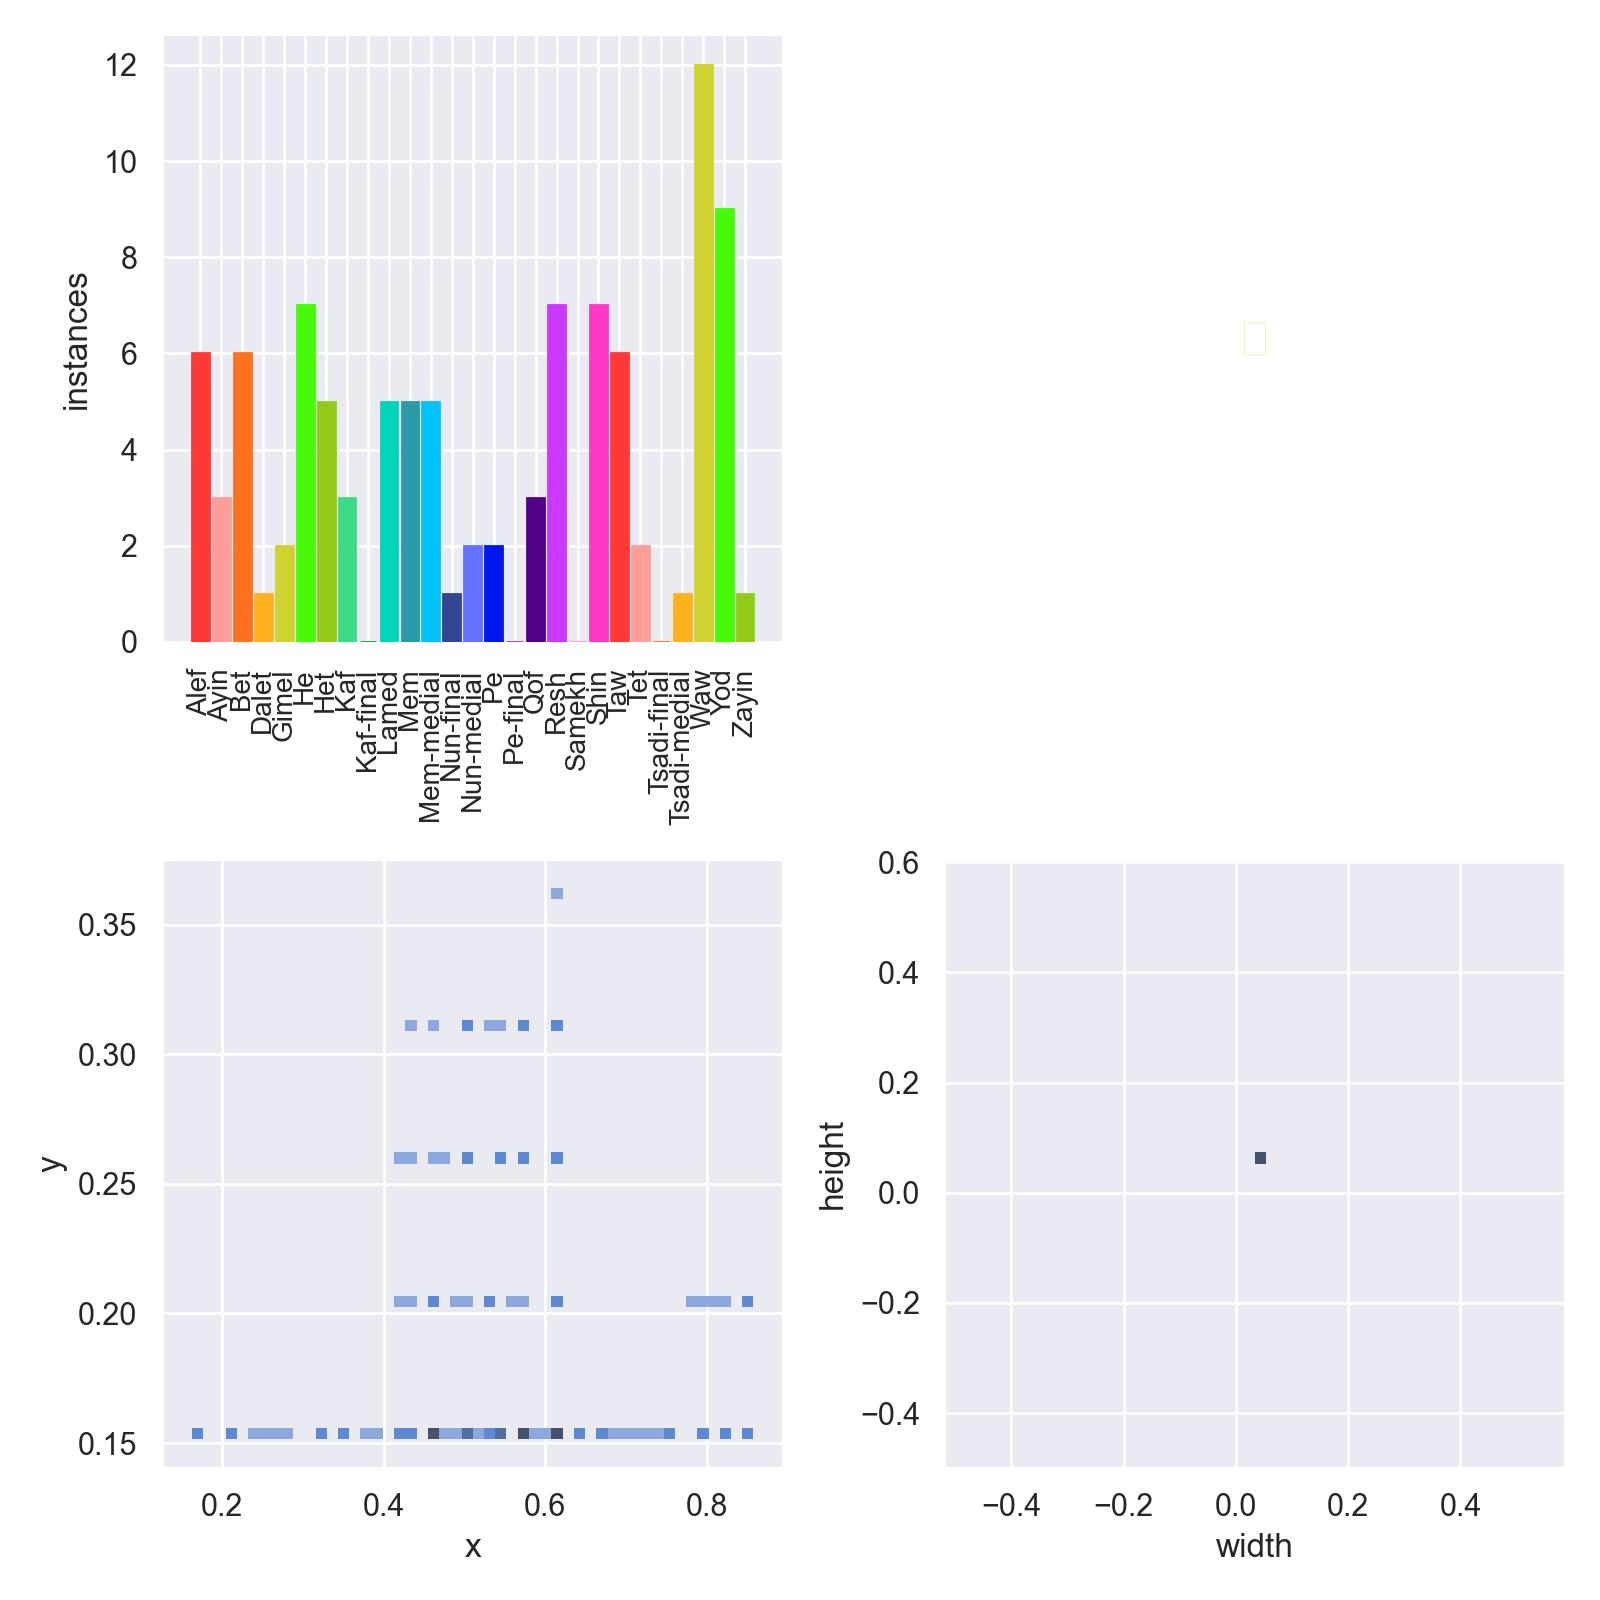 12
10
8
6
4
2
0
instances
Alef
Ayin
Bet
Dalet
Gimel
He
Het
Kaf
Kaf-final
Lamed
Mem
Mem-medial
Nun-final
Nun-medial
Pe
Pe-final
Qof
Resh
Samekh
Shin
Taw
Tet
Tsadi-final
Tsadi-medial
Waw
Yod
Zayin
0.35
0.30
0.25
0.20
0.15
y
0.2 0.4 0.6 0.8
x
0.6
0.4
0.2
0.0
−0.2
−0.4
height
−0.4 −0.2 0.0 0.2 0.4
width